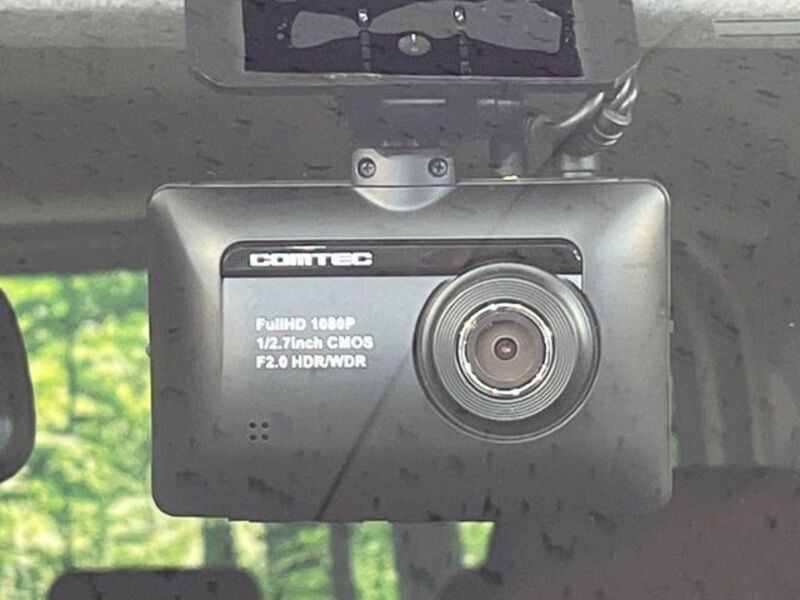 COMTEC
FullHD 1080P
1/2.7inch CMOS
F2.0 HDR/WDR